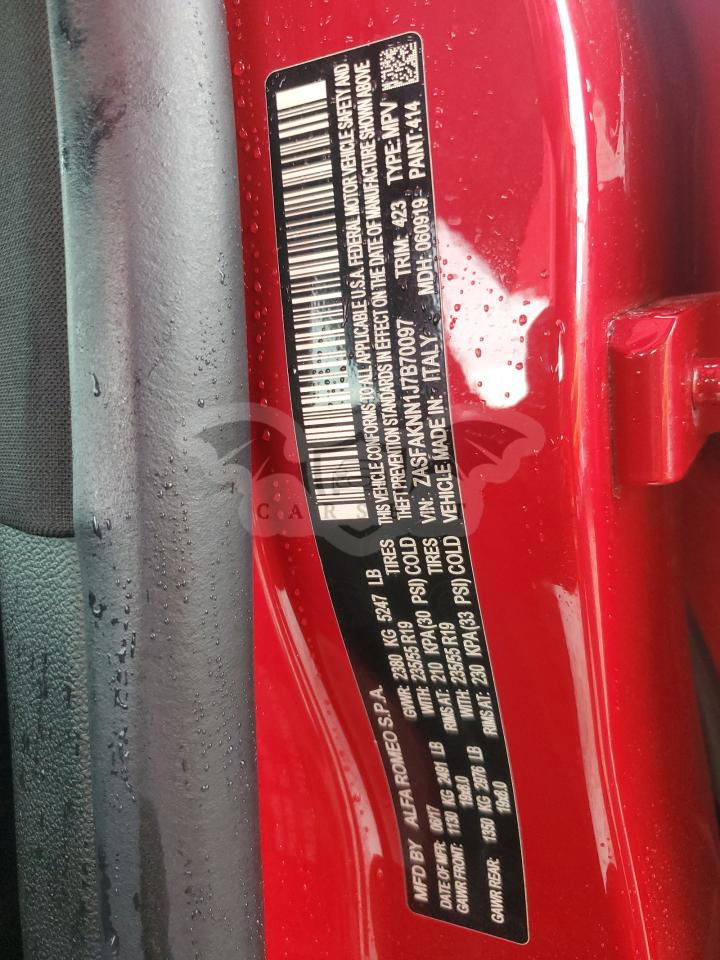 MFD BY ALFA ROMEO S.P.A.
DATE OF MFR: 06/17 GVWR: 2380 KG 5247 LB
GAWR FRONT: 1130 KG 2491 LB WITH: 235/55 R19 TIRES
19x8.0 RIMS AT: 210 KPA (30 PSI) COLD
GAWR REAR: 1350 KG 2976 LB WITH: 235/55 R19 TIRES
19x8.0 RIMS AT: 230 KPA (33 PSI) COLD
THIS VEHICLE CONFORMS TO ALL APPLICABLE U.S.A. FEDERAL MOTOR VEHICLE SAFETY AND
THEFT PREVENTION STANDARDS IN EFFECT ON THE DATE OF MANUFACTURE SHOWN ABOVE
VIN: ZASFAKNN1J7B70097 TRIM: 423 TYPE: MPV
VEHICLE MADE IN: ITALY MDH: 060919 PAINT: 414
CARS